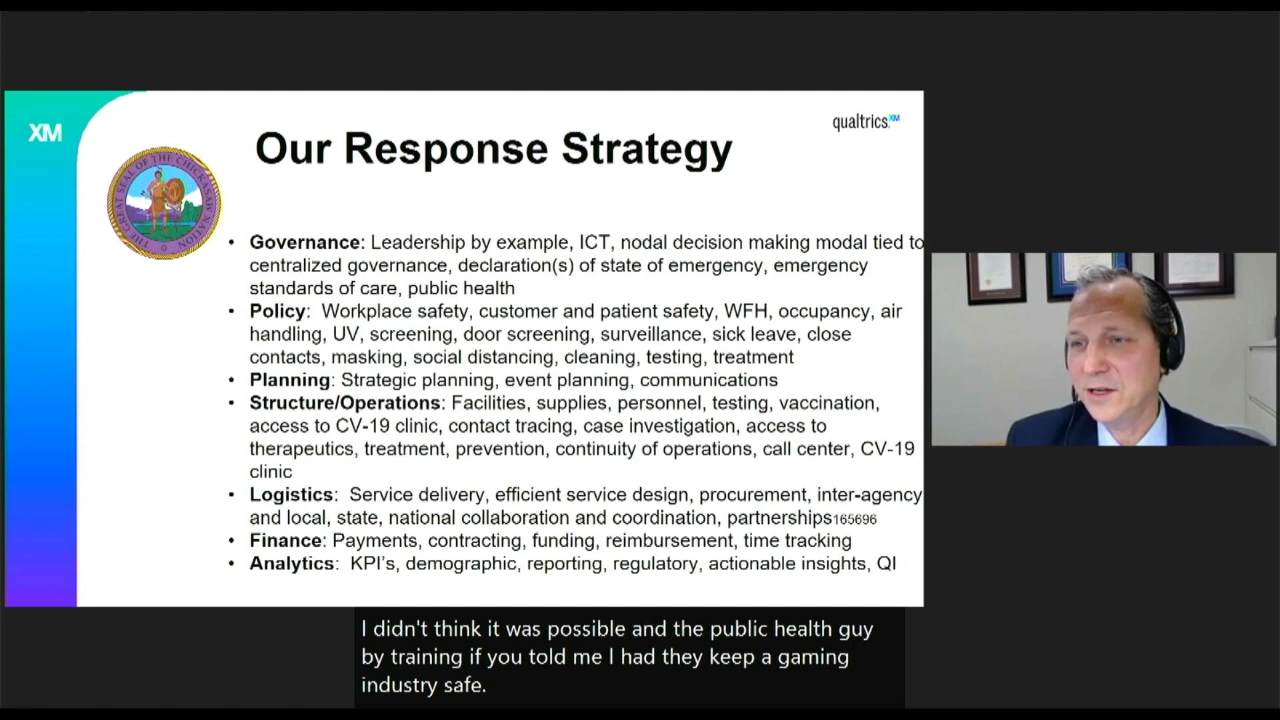 XM
qualtrics.XM
Our Response Strategy
THE GREAT SEAL OF THE CHICKASAW NATION
• Governance: Leadership by example, ICT, nodal decision making modal tied to
centralized governance, declaration(s) of state of emergency, emergency
standards of care, public health
• Policy:  Workplace safety, customer and patient safety, WFH, occupancy, air
handling, UV, screening, door screening, surveillance, sick leave, close
contacts, masking, social distancing, cleaning, testing, treatment
• Planning: Strategic planning, event planning, communications
• Structure/Operations: Facilities, supplies, personnel, testing, vaccination,
access to CV-19 clinic, contact tracing, case investigation, access to
therapeutics, treatment, prevention, continuity of operations, call center, CV-19
clinic
• Logistics:  Service delivery, efficient service design, procurement, inter-agency
and local, state, national collaboration and coordination, partnerships165696
• Finance: Payments, contracting, funding, reimbursement, time tracking
• Analytics:  KPI's, demographic, reporting, regulatory, actionable insights, QI
I didn't think it was possible and the public health guy
by training if you told me I had they keep a gaming
industry safe.